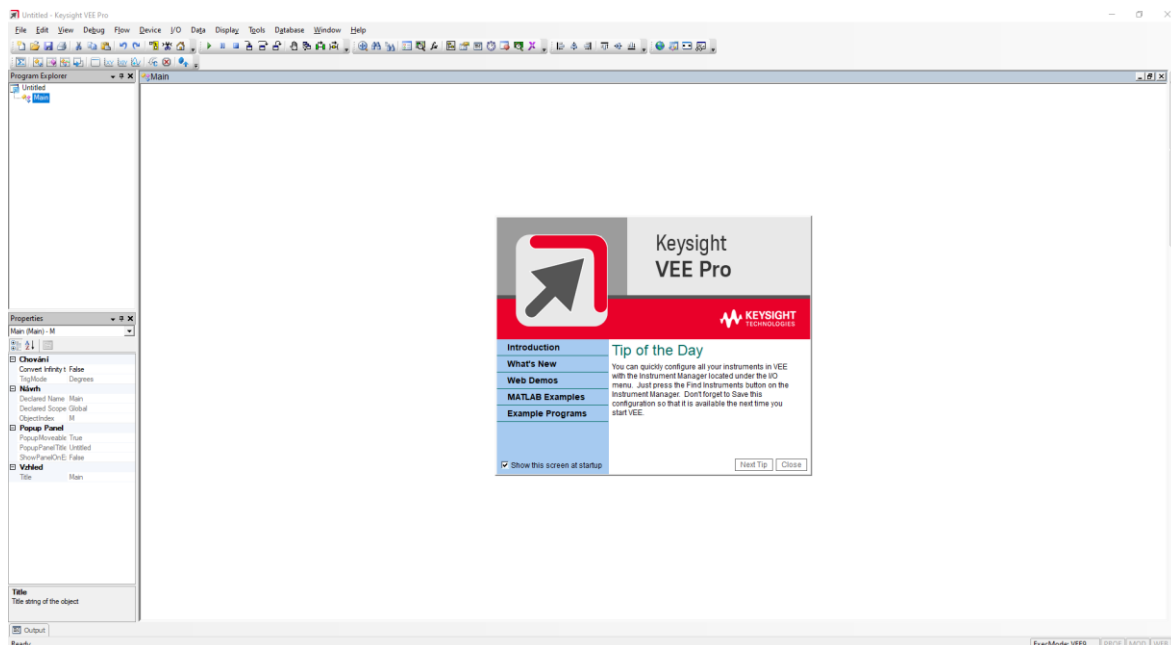 Untitled - Keysight VEE Pro
File Edit View Debug Flow Device I/O Data Display Tools Database Window Help
Program Explorer
Main
Untitled
Main
Keysight
VEE Pro
KEYSIGHT
TECHNOLOGIES
Introduction
What's New
Web Demos
MATLAB Examples
Example Programs
Show this screen at startup
Tip of the Day
You can quickly configure all your instruments in VEE
with the Instrument Manager located under the I/O
menu. Just press the Find Instruments button on the
Instrument Manager. Don't forget to Save this
configuration so that it is available the next time you
start VEE.
Next Tip Close
Properties
Main (Main) - M
Chování
Convert Infinity t False
TrigMode Degrees
Návrh
Declared Name Main
Declared Scope Global
ObjectIndex M
Popup Panel
PopupMoveable True
PopupPanelTitle Untitled
ShowPanelOnE: False
Vzhled
Title Main
Title
Title string of the object
Output
Ready
ExecMode: VEE9 PROF MOD WEB